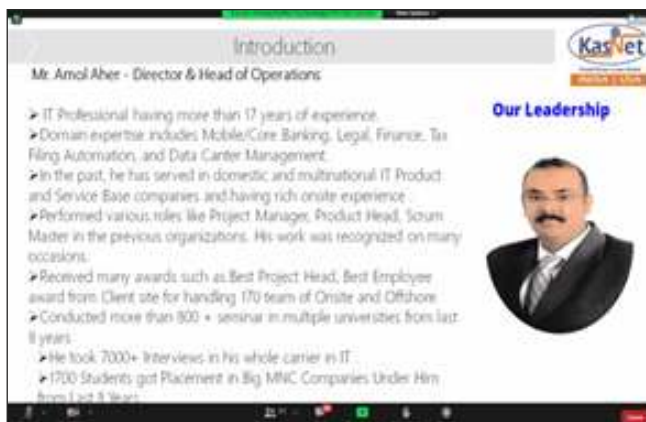 Introduction
KasNet
Mr. Amol Aher - Director & Head of Operations
Our Leadership
➤ IT Professional having more than 17 years of experience.
➤Domain expertise includes Mobile/Core Banking, Legal, Finance, Tax
Filing Automation, and Data Canter Management.
➤In the past, he has served in domestic and multinational IT Product
and Service Base companies and having rich onsite experience .
➤Performed various roles like Project Manager, Product Head, Scrum
Master in the previous organizations. His work was recognized on many
occasions.
➤Received many awards such as Best Project Head, Best Employee
award from Client site for handling 170 team of Onsite and Offshore
➤Conducted more than 800 + seminar in multiple universities from last
8 years
➤He took 7000+ Interviews in his whole carrier in IT .
➤1700 Students got Placement in Big MNC Companies Under Him
from Last 8 Years